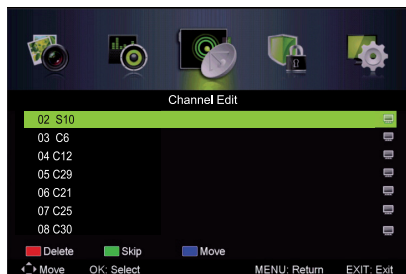 Channel Edit
02 S10
03 C6
04 C12
05 C29
06 C21
07 C25
08 C30
Delete Skip Move
Move OK: Select MENU: Return EXIT: Exit